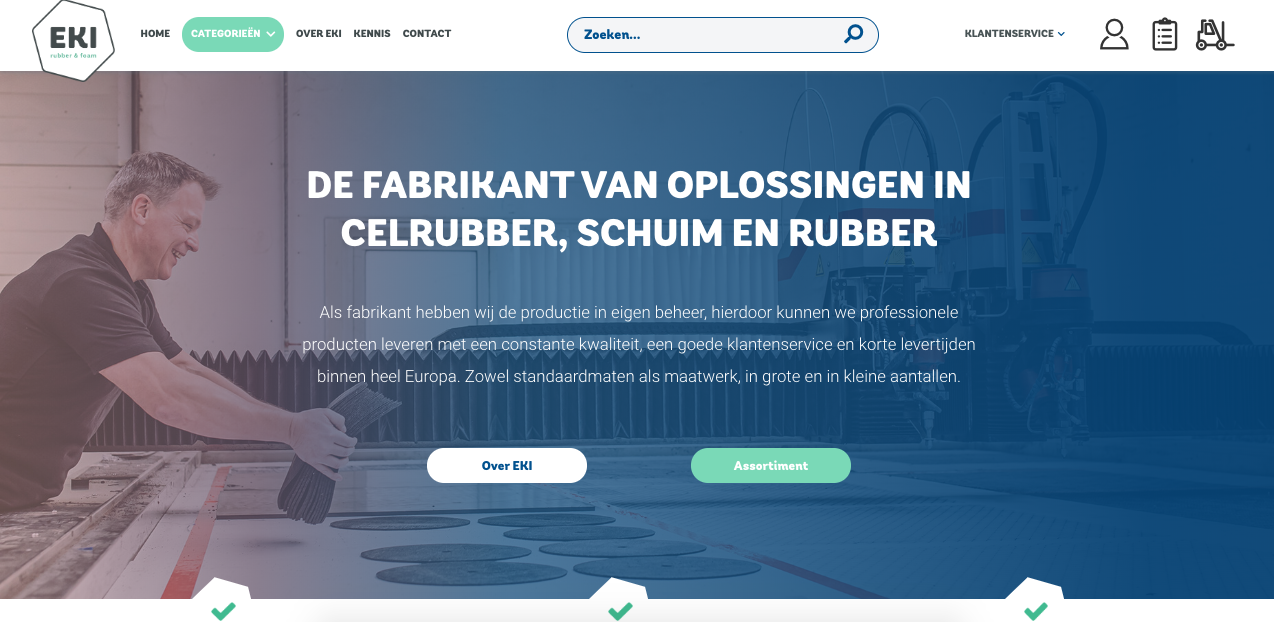 EKI
rubber & foam
HOME
CATEGORIEËN
OVER EKI
KENNIS
CONTACT
Zoeken...
KLANTENSERVICE
DE FABRIKANT VAN OPLOSSINGEN IN
CELRUBBER, SCHUIM EN RUBBER
Als fabrikant hebben wij de productie in eigen beheer, hierdoor kunnen we professionele
producten leveren met een constante kwaliteit, een goede klantenservice en korte levertijden
binnen heel Europa. Zowel standaardmaten als maatwerk, in grote en in kleine aantallen.
Over EKI
Assortiment